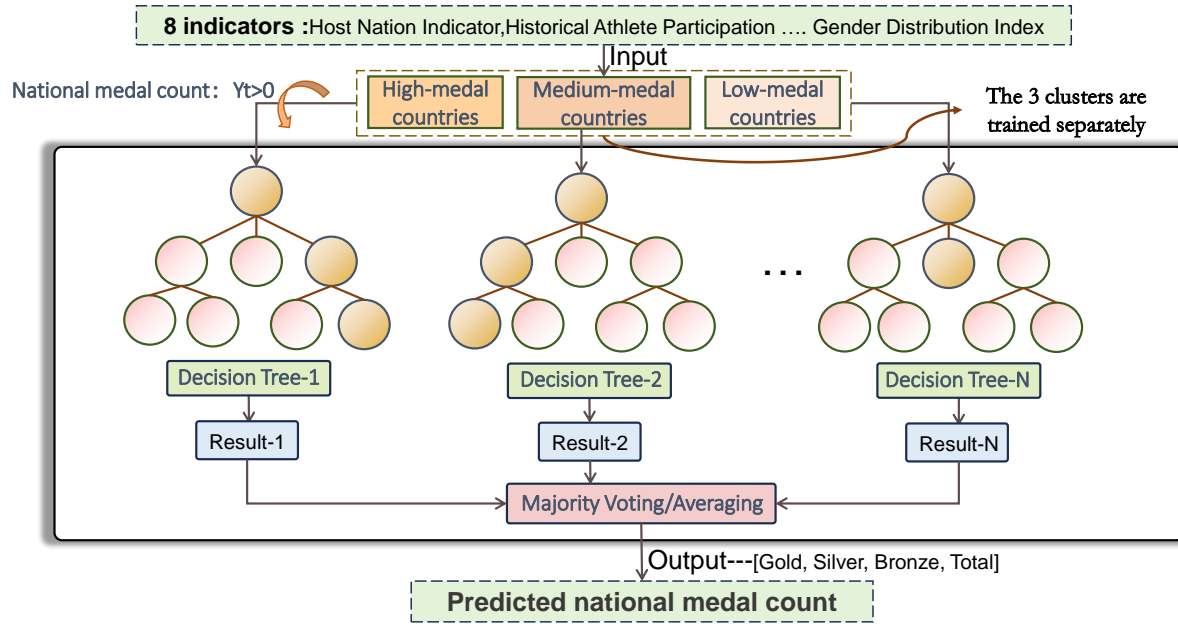 8 indicators :Host Nation Indicator,Historical Athlete Participation .... Gender Distribution Index
Input
National medal count: Yt>0
High-medal
countries
Medium-medal
countries
Low-medal
countries
The 3 clusters are
trained separately
...
Decision Tree-1
Decision Tree-2
Decision Tree-N
Result-1
Result-2
Result-N
Majority Voting/Averaging
Output---[Gold, Silver, Bronze, Total]
Predicted national medal count